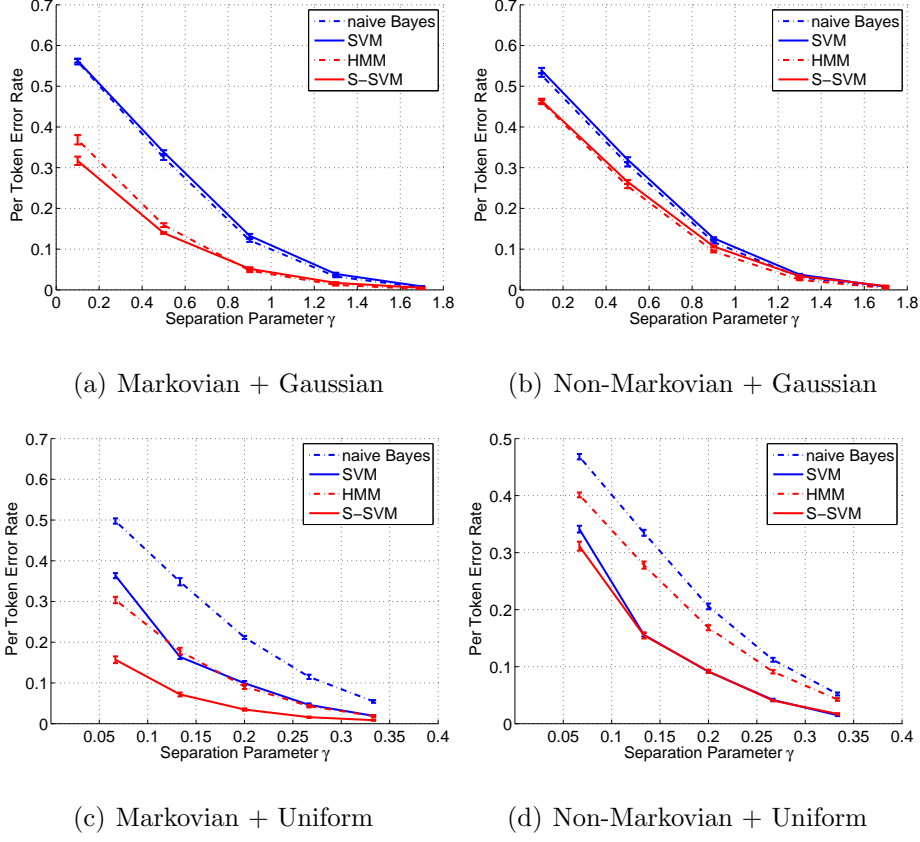 0.7
0.6
0.5
0.4
0.3
0.2
0.1
0
Per Token Error Rate
naive Bayes
SVM
HMM
S−SVM
0 0.2 0.4 0.6 0.8 1 1.2 1.4 1.6 1.8
Separation Parameter γ
(a) Markovian + Gaussian
0.7
0.6
0.5
0.4
0.3
0.2
0.1
0
Per Token Error Rate
naive Bayes
SVM
HMM
S−SVM
0 0.2 0.4 0.6 0.8 1 1.2 1.4 1.6 1.8
Separation Parameter γ
(b) Non-Markovian + Gaussian
0.7
0.6
0.5
0.4
0.3
0.2
0.1
0
Per Token Error Rate
naive Bayes
SVM
HMM
S−SVM
0.05 0.1 0.15 0.2 0.25 0.3 0.35 0.4
Separation Parameter γ
(c) Markovian + Uniform
0.5
0.4
0.3
0.2
0.1
0
Per Token Error Rate
naive Bayes
SVM
HMM
S−SVM
0.05 0.1 0.15 0.2 0.25 0.3 0.35 0.4
Separation Parameter γ
(d) Non-Markovian + Uniform